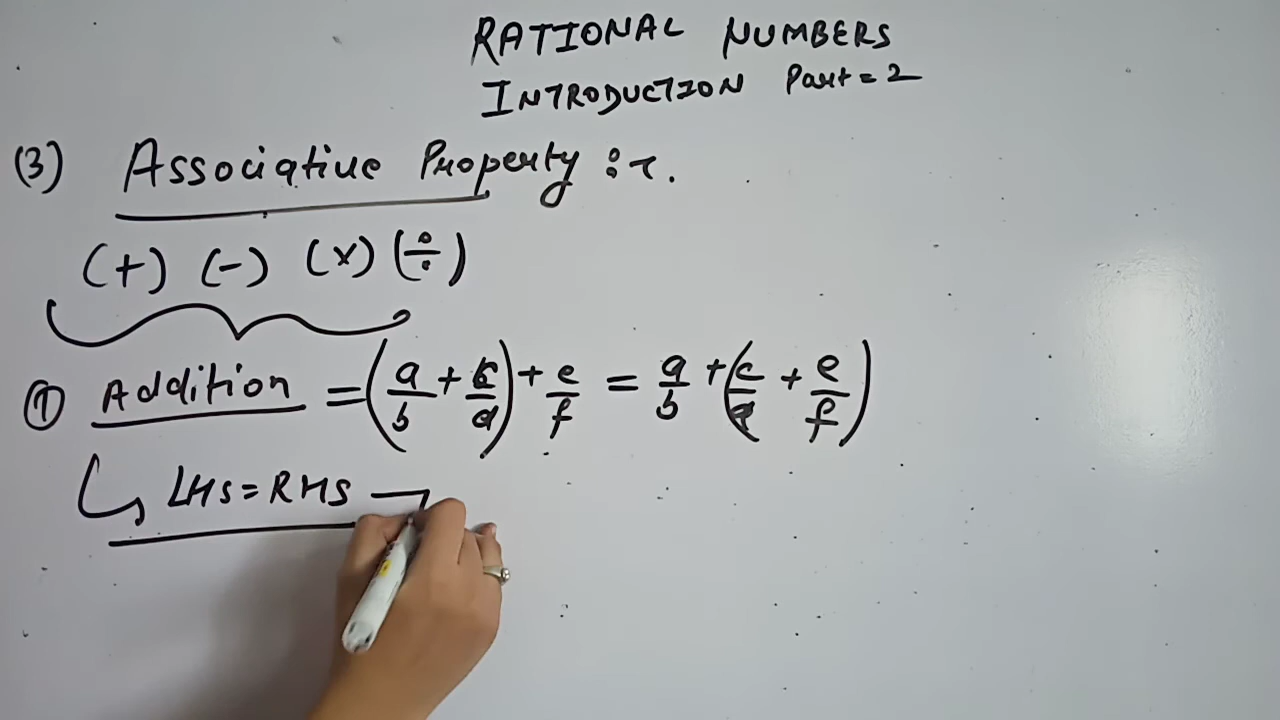 RATIONAL NUMBERS
INTRODUCTION Part = 2
(3) Associative Property :-.
(+) (-) (×) (÷)
① Addition = (a/b + c/d) + e/f = a/b + (c/d + e/f)
↳ LHS = RHS